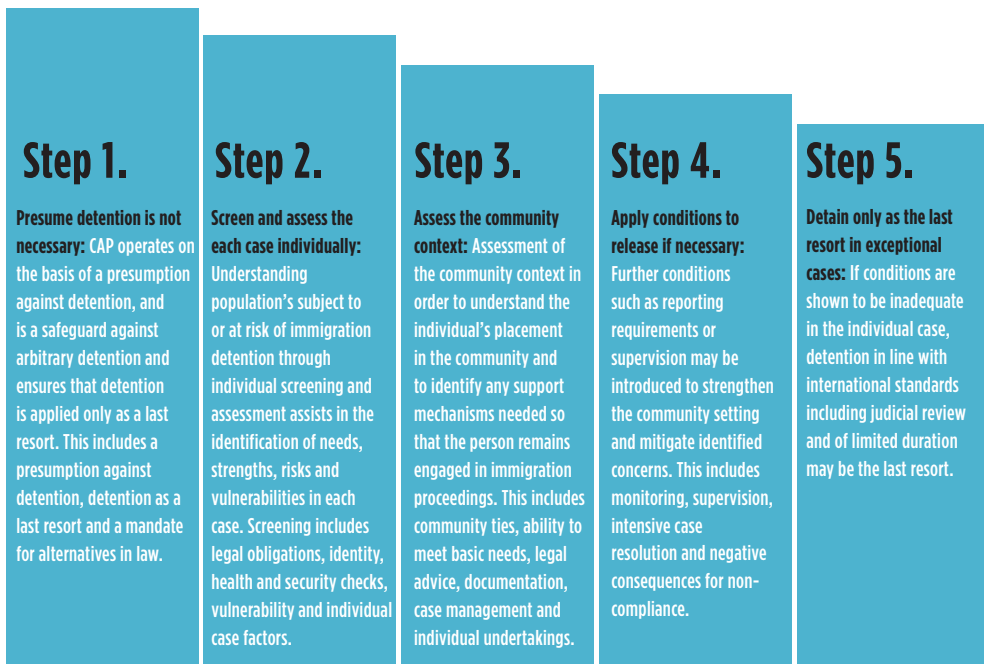 Step 1.
Presume detention is not
necessary: CAP operates on
the basis of a presumption
against detention, and
is a safeguard against
arbitrary detention and
ensures that detention
is applied only as a last
resort. This includes a
presumption against
detention, detention as a
last resort and a mandate
for alternatives in law.
Step 2.
Screen and assess the
each case individually:
Understanding
population’s subject to
or at risk of immigration
detention through
individual screening and
assessment assists in the
identification of needs,
strengths, risks and
vulnerabilities in each
case. Screening includes
legal obligations, identity,
health and security checks,
vulnerability and individual
case factors.
Step 3.
Assess the community
context: Assessment of
the community context in
order to understand the
individual’s placement
in the community and
to identify any support
mechanisms needed so
that the person remains
engaged in immigration
proceedings. This includes
community ties, ability to
meet basic needs, legal
advice, documentation,
case management and
individual undertakings.
Step 4.
Apply conditions to
release if necessary:
Further conditions
such as reporting
requirements or
supervision may be
introduced to strengthen
the community setting
and mitigate identified
concerns. This includes
monitoring, supervision,
intensive case
resolution and negative
consequences for non-
compliance.
Step 5.
Detain only as the last
resort in exceptional
cases: If conditions are
shown to be inadequate
in the individual case,
detention in line with
international standards
including judicial review
and of limited duration
may be the last resort.